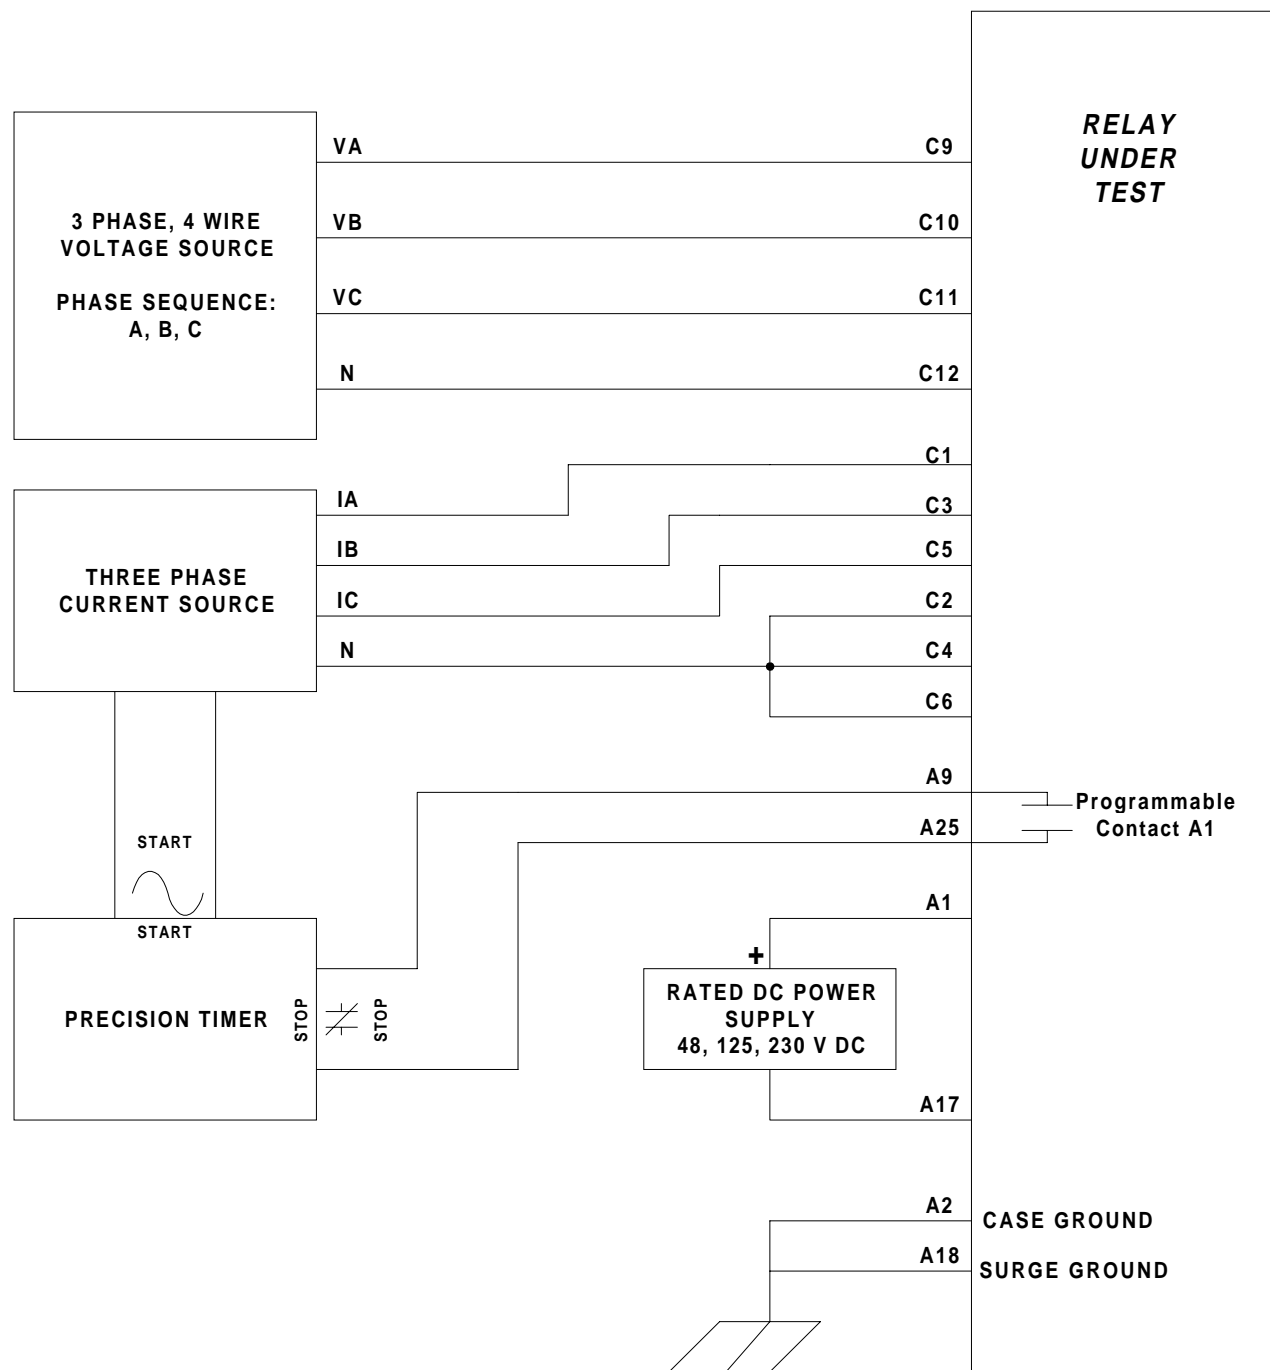 RELAY
UNDER
TEST
3 PHASE, 4 WIRE
VOLTAGE SOURCE
PHASE SEQUENCE:
A, B, C
VA
C9
VB
C10
VC
C11
N
C12
THREE PHASE
CURRENT SOURCE
C1
IA
C3
IB
C5
IC
C2
N
C4
C6
A9
Programmable
Contact A1
A25
START
START
PRECISION TIMER
STOP
STOP
A1
+
RATED DC POWER
SUPPLY
48, 125, 230 V DC
A17
A2
CASE GROUND
A18
SURGE GROUND